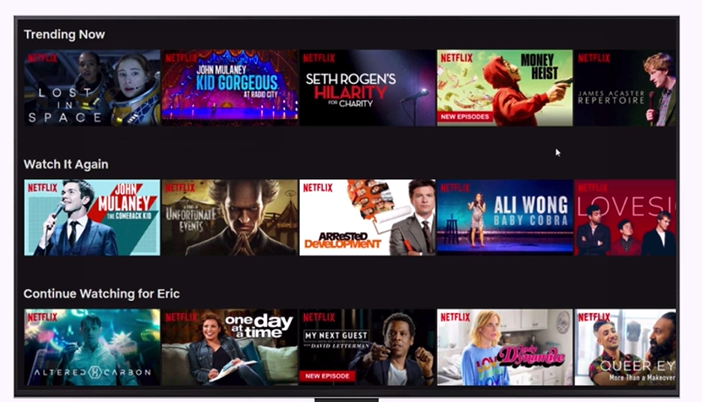 Trending Now
NETFLIX
LOST
IN
SPACE
NETFLIX
JOHN MULANEY
KID GORGEOUS
AT RADIO CITY
NETFLIX
SETH ROGEN'S
HILARITY
FOR CHARITY
NETFLIX
MONEY
HEIST
NEW EPISODES
NETFLIX
JAMES ACASTER
REPERTOIRE
Watch It Again
NETFLIX
JOHN
MULANEY
THE COMEBACK KID
NETFLIX
UNFORTUNATE
EVENTS
NETFLIX
ARRESTED
DEVELOPMENT
NETFLIX
ALI WONG
BABY COBRA
NETFLIX
LOVESI
Continue Watching for Eric
NETFLIX
ALTERED CARBON
NETFLIX
one day
at a time
NETFLIX
MY NEXT GUEST
DAVID LETTERMAN
NEW EPISODE
NETFLIX
Dynamite
NETFLIX
QUEER EY
More Than a Makeover